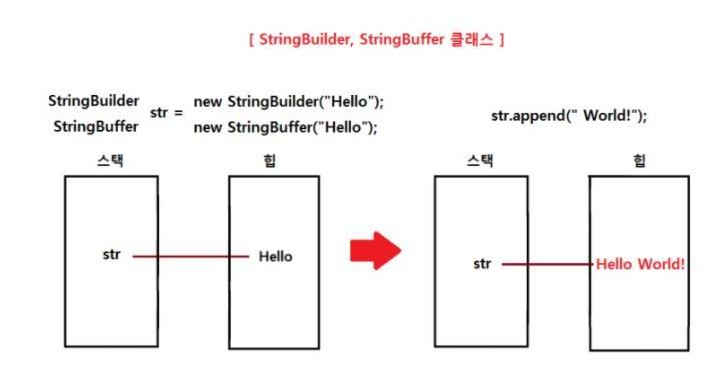 [ StringBuilder, StringBuffer 클래스 ]
StringBuilder
StringBuffer
str =
new StringBuilder("Hello");
new StringBuffer("Hello");
str.append(" World!");
스택
힙
스택
힙
str
Hello
str
Hello World!